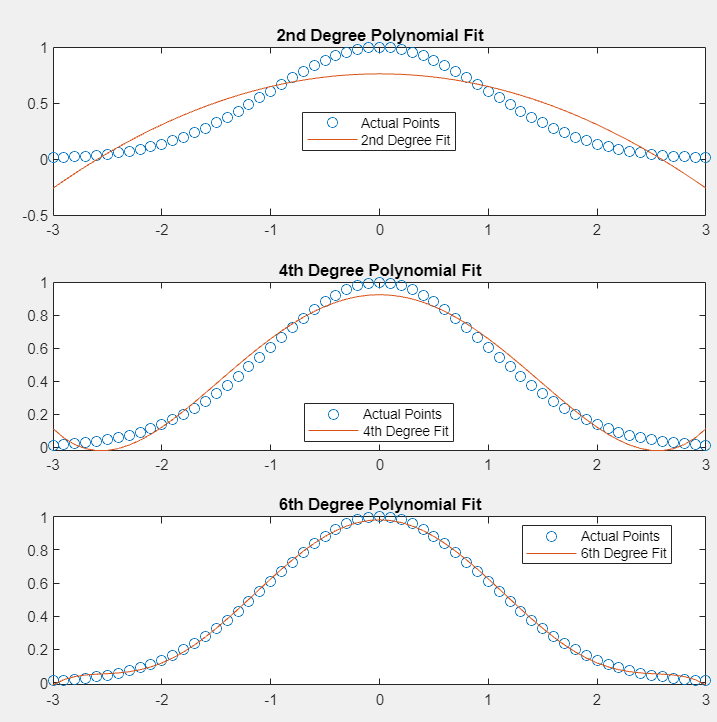 2nd Degree Polynomial Fit
1
0.5
0
-0.5
Actual Points
2nd Degree Fit
-3 -2 -1 0 1 2 3
4th Degree Polynomial Fit
1
0.8
0.6
0.4
0.2
0
Actual Points
4th Degree Fit
-3 -2 -1 0 1 2 3
6th Degree Polynomial Fit
1
0.8
0.6
0.4
0.2
0
Actual Points
6th Degree Fit
-3 -2 -1 0 1 2 3